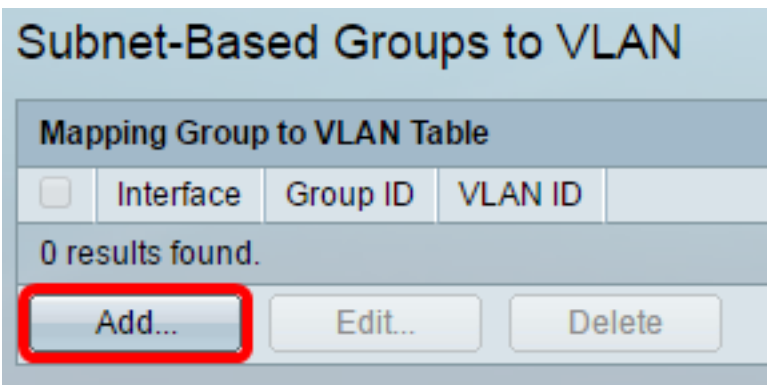 Subnet-Based Groups to VLAN
Mapping Group to VLAN Table
Interface Group ID VLAN ID
0 results found.
Add... Edit... Delete